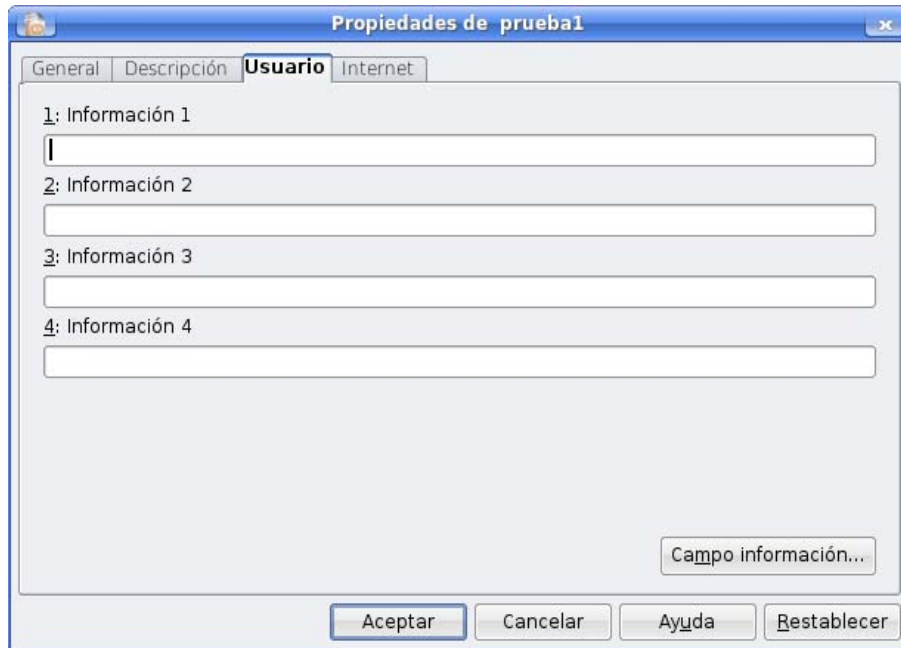 Propiedades de prueba1
General Descripción Usuario Internet
1: Información 1
2: Información 2
3: Información 3
4: Información 4
Campo información...
Aceptar Cancelar Ayuda Restablecer